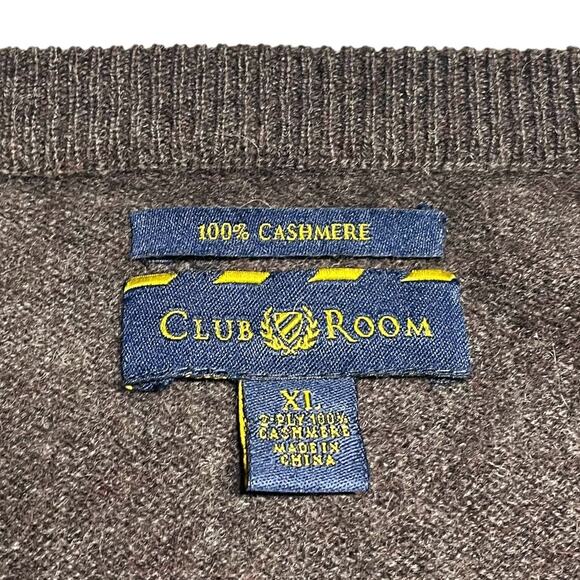 100% CASHMERE
CLUB ROOM
XL
2-PLY 100%
CASHMERE
MADE IN
CHINA